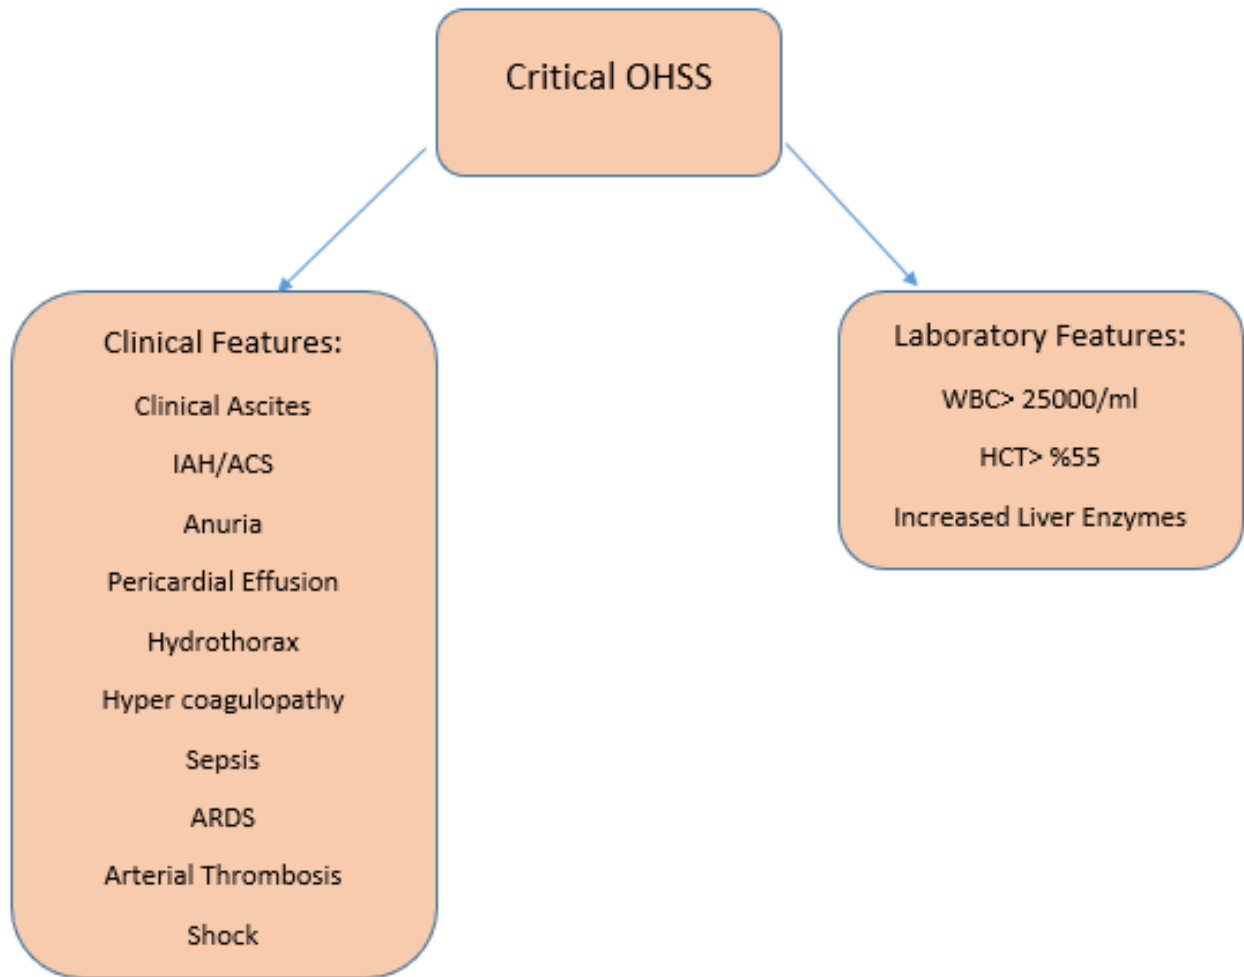 Critical OHSS
Clinical Features:
Clinical Ascites
IAH/ACS
Anuria
Pericardial Effusion
Hydrothorax
Hyper coagulopathy
Sepsis
ARDS
Arterial Thrombosis
Shock
Laboratory Features:
WBC> 25000/ml
HCT> %55
Increased Liver Enzymes